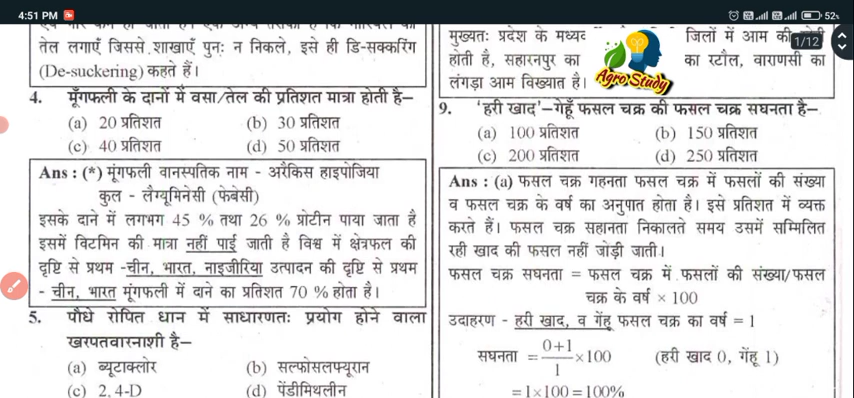 4:51 PM
52%
1/12
तेल लगाएँ जिससे शाखाएँ पुनः न निकले, इसे ही डि-सक्करिंग
(De-suckering) कहते हैं।
4. मूँगफली के दानों में वसा/तेल की प्रतिशत मात्रा होती है–
(a) 20 प्रतिशत (b) 30 प्रतिशत
(c) 40 प्रतिशत (d) 50 प्रतिशत
Ans : (*) मूंगफली वानस्पतिक नाम - अरैकिस हाइपोजिया
कुल - लैग्यूमिनेसी (फेबेसी)
इसके दाने में लगभग 45 % तथा 26 % प्रोटीन पाया जाता है
इसमें विटमिन की मात्रा नहीं पाई जाती है विश्व में क्षेत्रफल की
दृष्टि से प्रथम -चीन, भारत, नाइजीरिया उत्पादन की दृष्टि से प्रथम
- चीन, भारत मूंगफली में दाने का प्रतिशत 70 % होता है।
5. पौधे रोपित धान में साधारणतः प्रयोग होने वाला
खरपतवारनाशी है–
(a) ब्यूटाक्लोर (b) सल्फोसलफ्यूरान
(c) 2, 4-D (d) पेंडीमिथलीन
मुख्यतः प्रदेश के जिलों में आम की
होती है, सहारनपुर का का रटौल, वाराणसी का
लंगड़ा आम विख्यात है।
Agro Study
9. 'हरी खाद'–गेहूँ फसल चक्र की फसल चक्र सघनता है–
(a) 100 प्रतिशत (b) 150 प्रतिशत
(c) 200 प्रतिशत (d) 250 प्रतिशत
Ans : (a) फसल चक्र गहनता फसल चक्र में फसलों की संख्या
व फसल चक्र के वर्ष का अनुपात होता है। इसे प्रतिशत में व्यक्त
करते हैं। फसल चक्र सहानता निकालते समय उसमें सम्मिलित
रही खाद की फसल नहीं जोड़ी जाती।
फसल चक्र सघनता = फसल चक्र में फसलों की संख्या/फसल
चक्र के वर्ष × 100
उदाहरण - हरी खाद, व गेंहू फसल चक्र का वर्ष = 1
सघनता = 0+1/1 ×100 (हरी खाद 0, गेंहू 1)
=1×100=100%